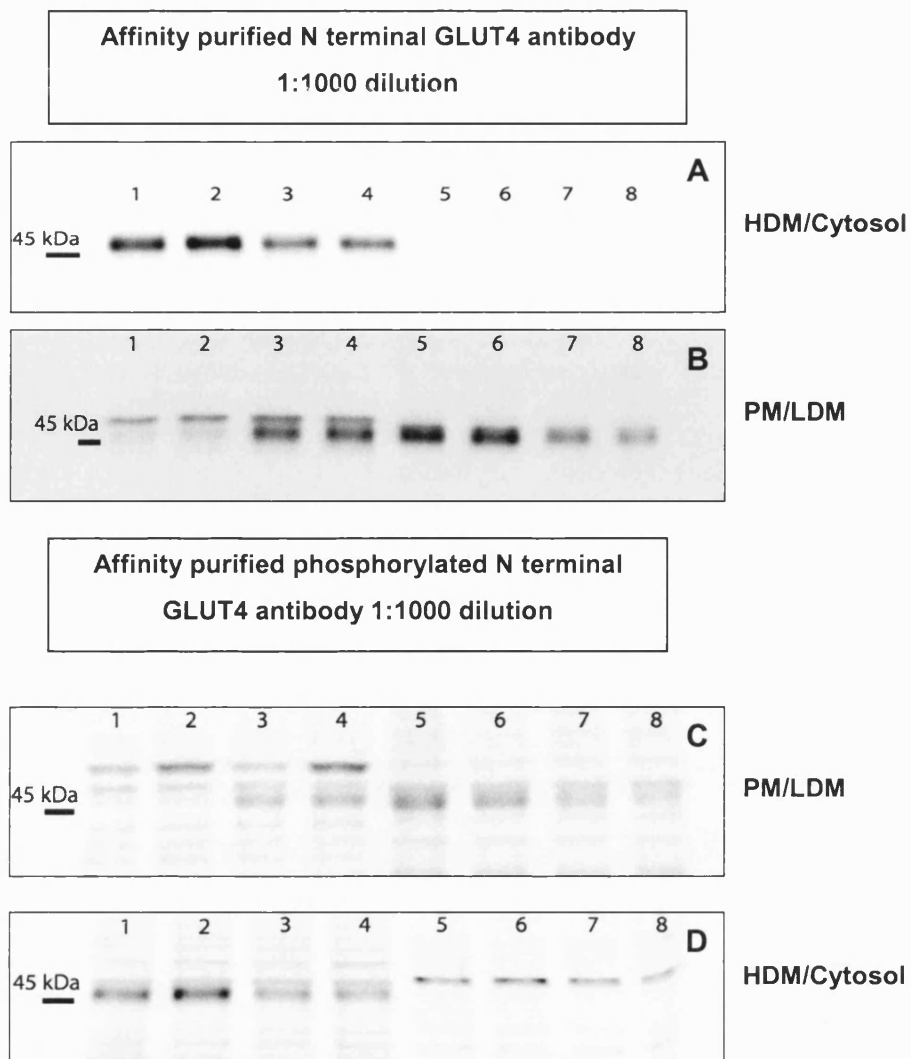 Affinity purified N terminal GLUT4 antibody
1:1000 dilution
A
1 2 3 4 5 6 7 8
HDM/Cytosol
45 kDa
1 2 3 4 5 6 7 8
B
PM/LDM
45 kDa
Affinity purified phosphorylated N terminal
GLUT4 antibody 1:1000 dilution
1 2 3 4 5 6 7 8
C
PM/LDM
45 kDa
1 2 3 4 5 6 7 8
D
HDM/Cytosol
45 kDa